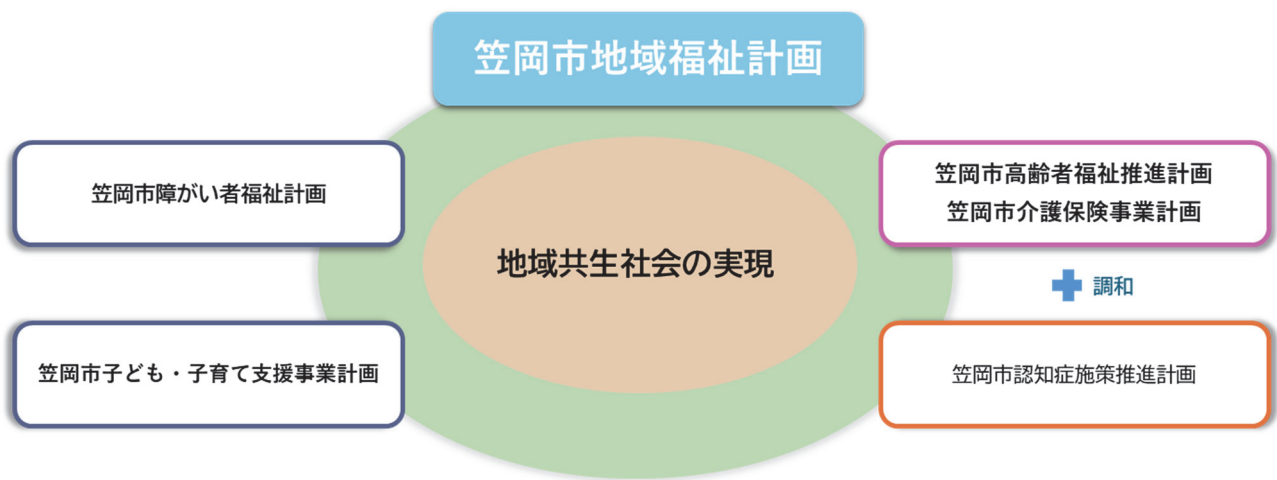 笠岡市地域福祉計画
笠岡市障がい者福祉計画
笠岡市高齢者福祉推進計画
笠岡市介護保険事業計画
地域共生社会の実現
調和
笠岡市子ども・子育て支援事業計画
笠岡市認知症施策推進計画